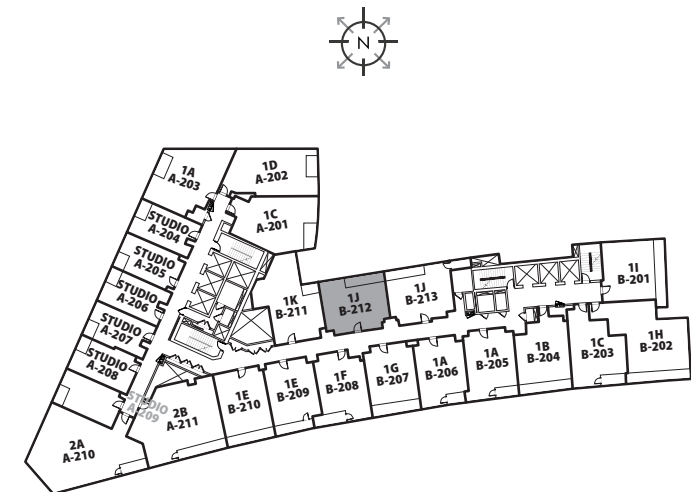 N
1A
A-203
1D
A-202
1C
A-201
STUDIO
A-204
STUDIO
A-205
STUDIO
A-206
STUDIO
A-207
STUDIO
A-208
STUDIO
A-209
2A
A-210
2B
A-211
1K
B-211
1J
B-212
1J
B-213
1I
B-201
1E
B-210
1E
B-209
1F
B-208
1G
B-207
1A
B-206
1A
B-205
1B
B-204
1C
B-203
1H
B-202